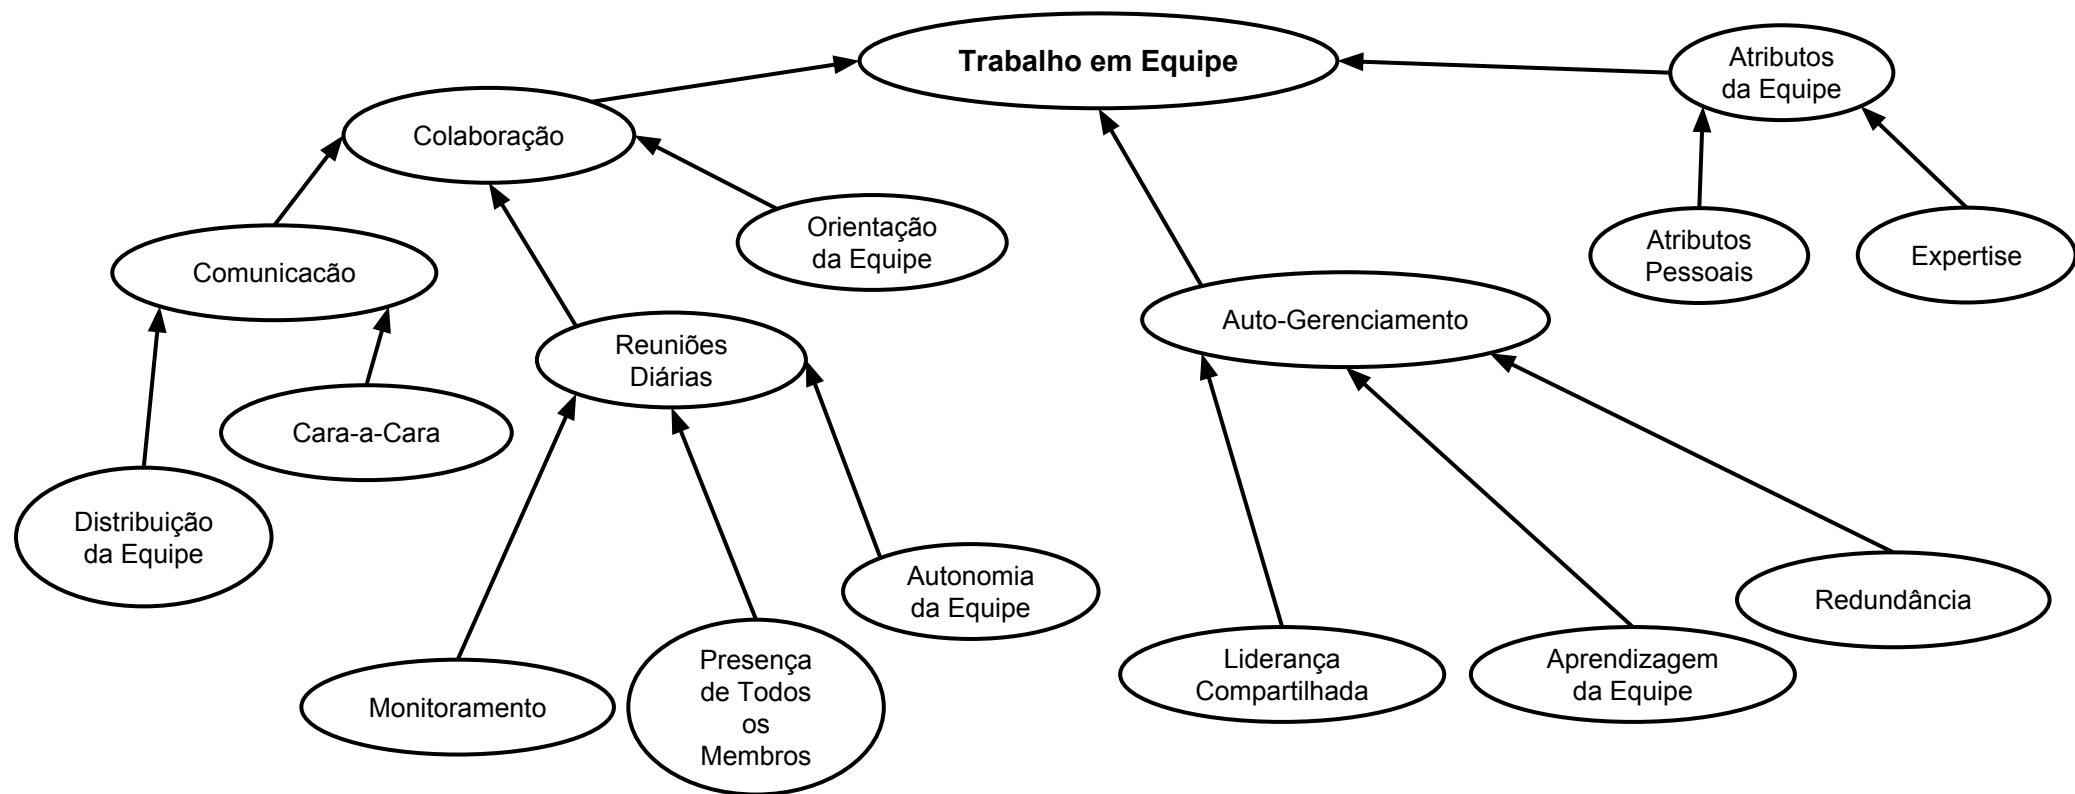 Trabalho em Equipe
Atributos
da Equipe
Colaboração
Orientação
da Equipe
Atributos
Pessoais
Expertise
Comunicacão
Auto-Gerenciamento
Reuniões
Diárias
Cara-a-Cara
Distribuição
da Equipe
Autonomia
da Equipe
Redundância
Monitoramento
Presença
de Todos
os
Membros
Liderança
Compartilhada
Aprendizagem
da Equipe